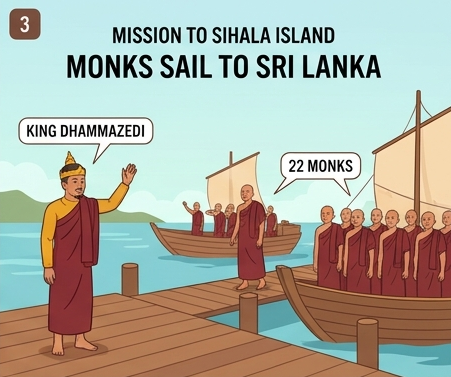 3
MISSION TO SIHALA ISLAND
MONKS SAIL TO SRI LANKA
KING DHAMMAZEDI
22 MONKS